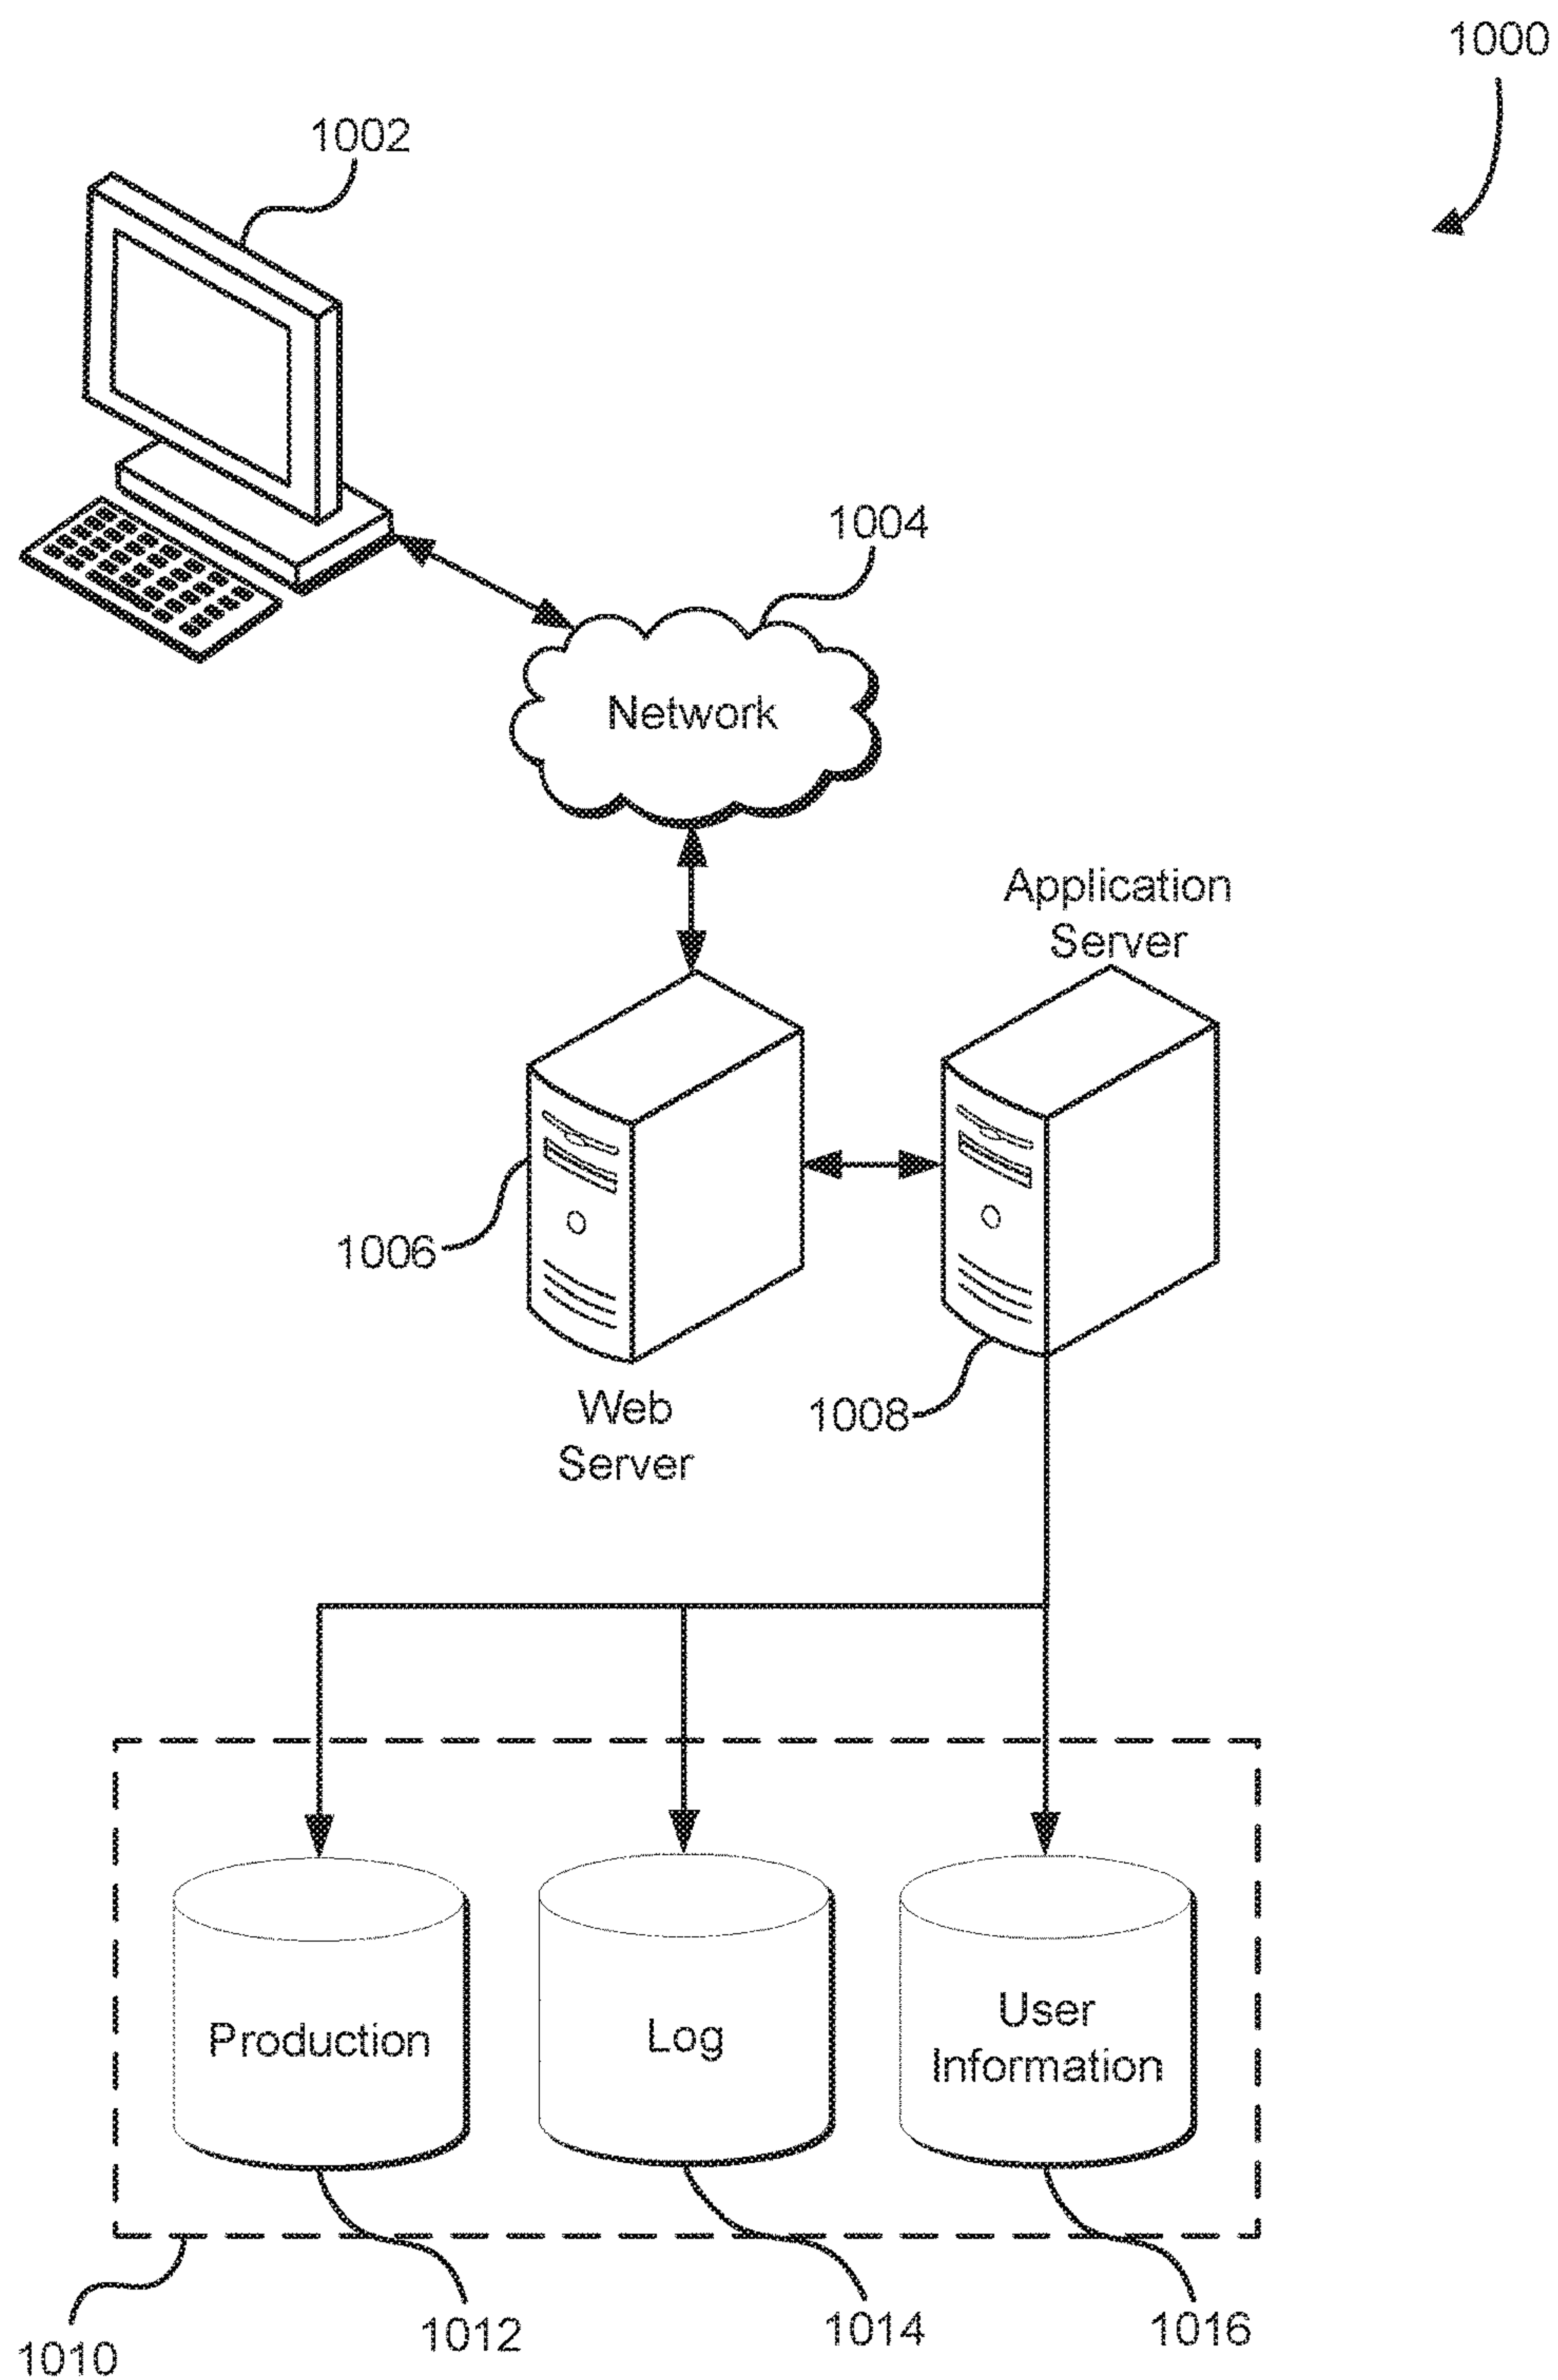 1000
1002
1004
Network
Application
Server
1006
1008
Web
Server
Production
Log
User
Information
1010
1012
1014
1016